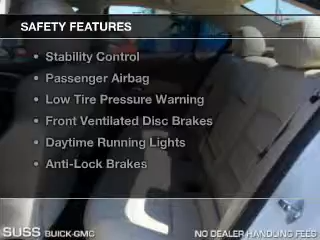 SAFETY FEATURES
• Stability Control
• Passenger Airbag
• Low Tire Pressure Warning
• Front Ventilated Disc Brakes
• Daytime Running Lights
• Anti-Lock Brakes
SUSS BUICK-GMC NO DEALER HANDLING FEES